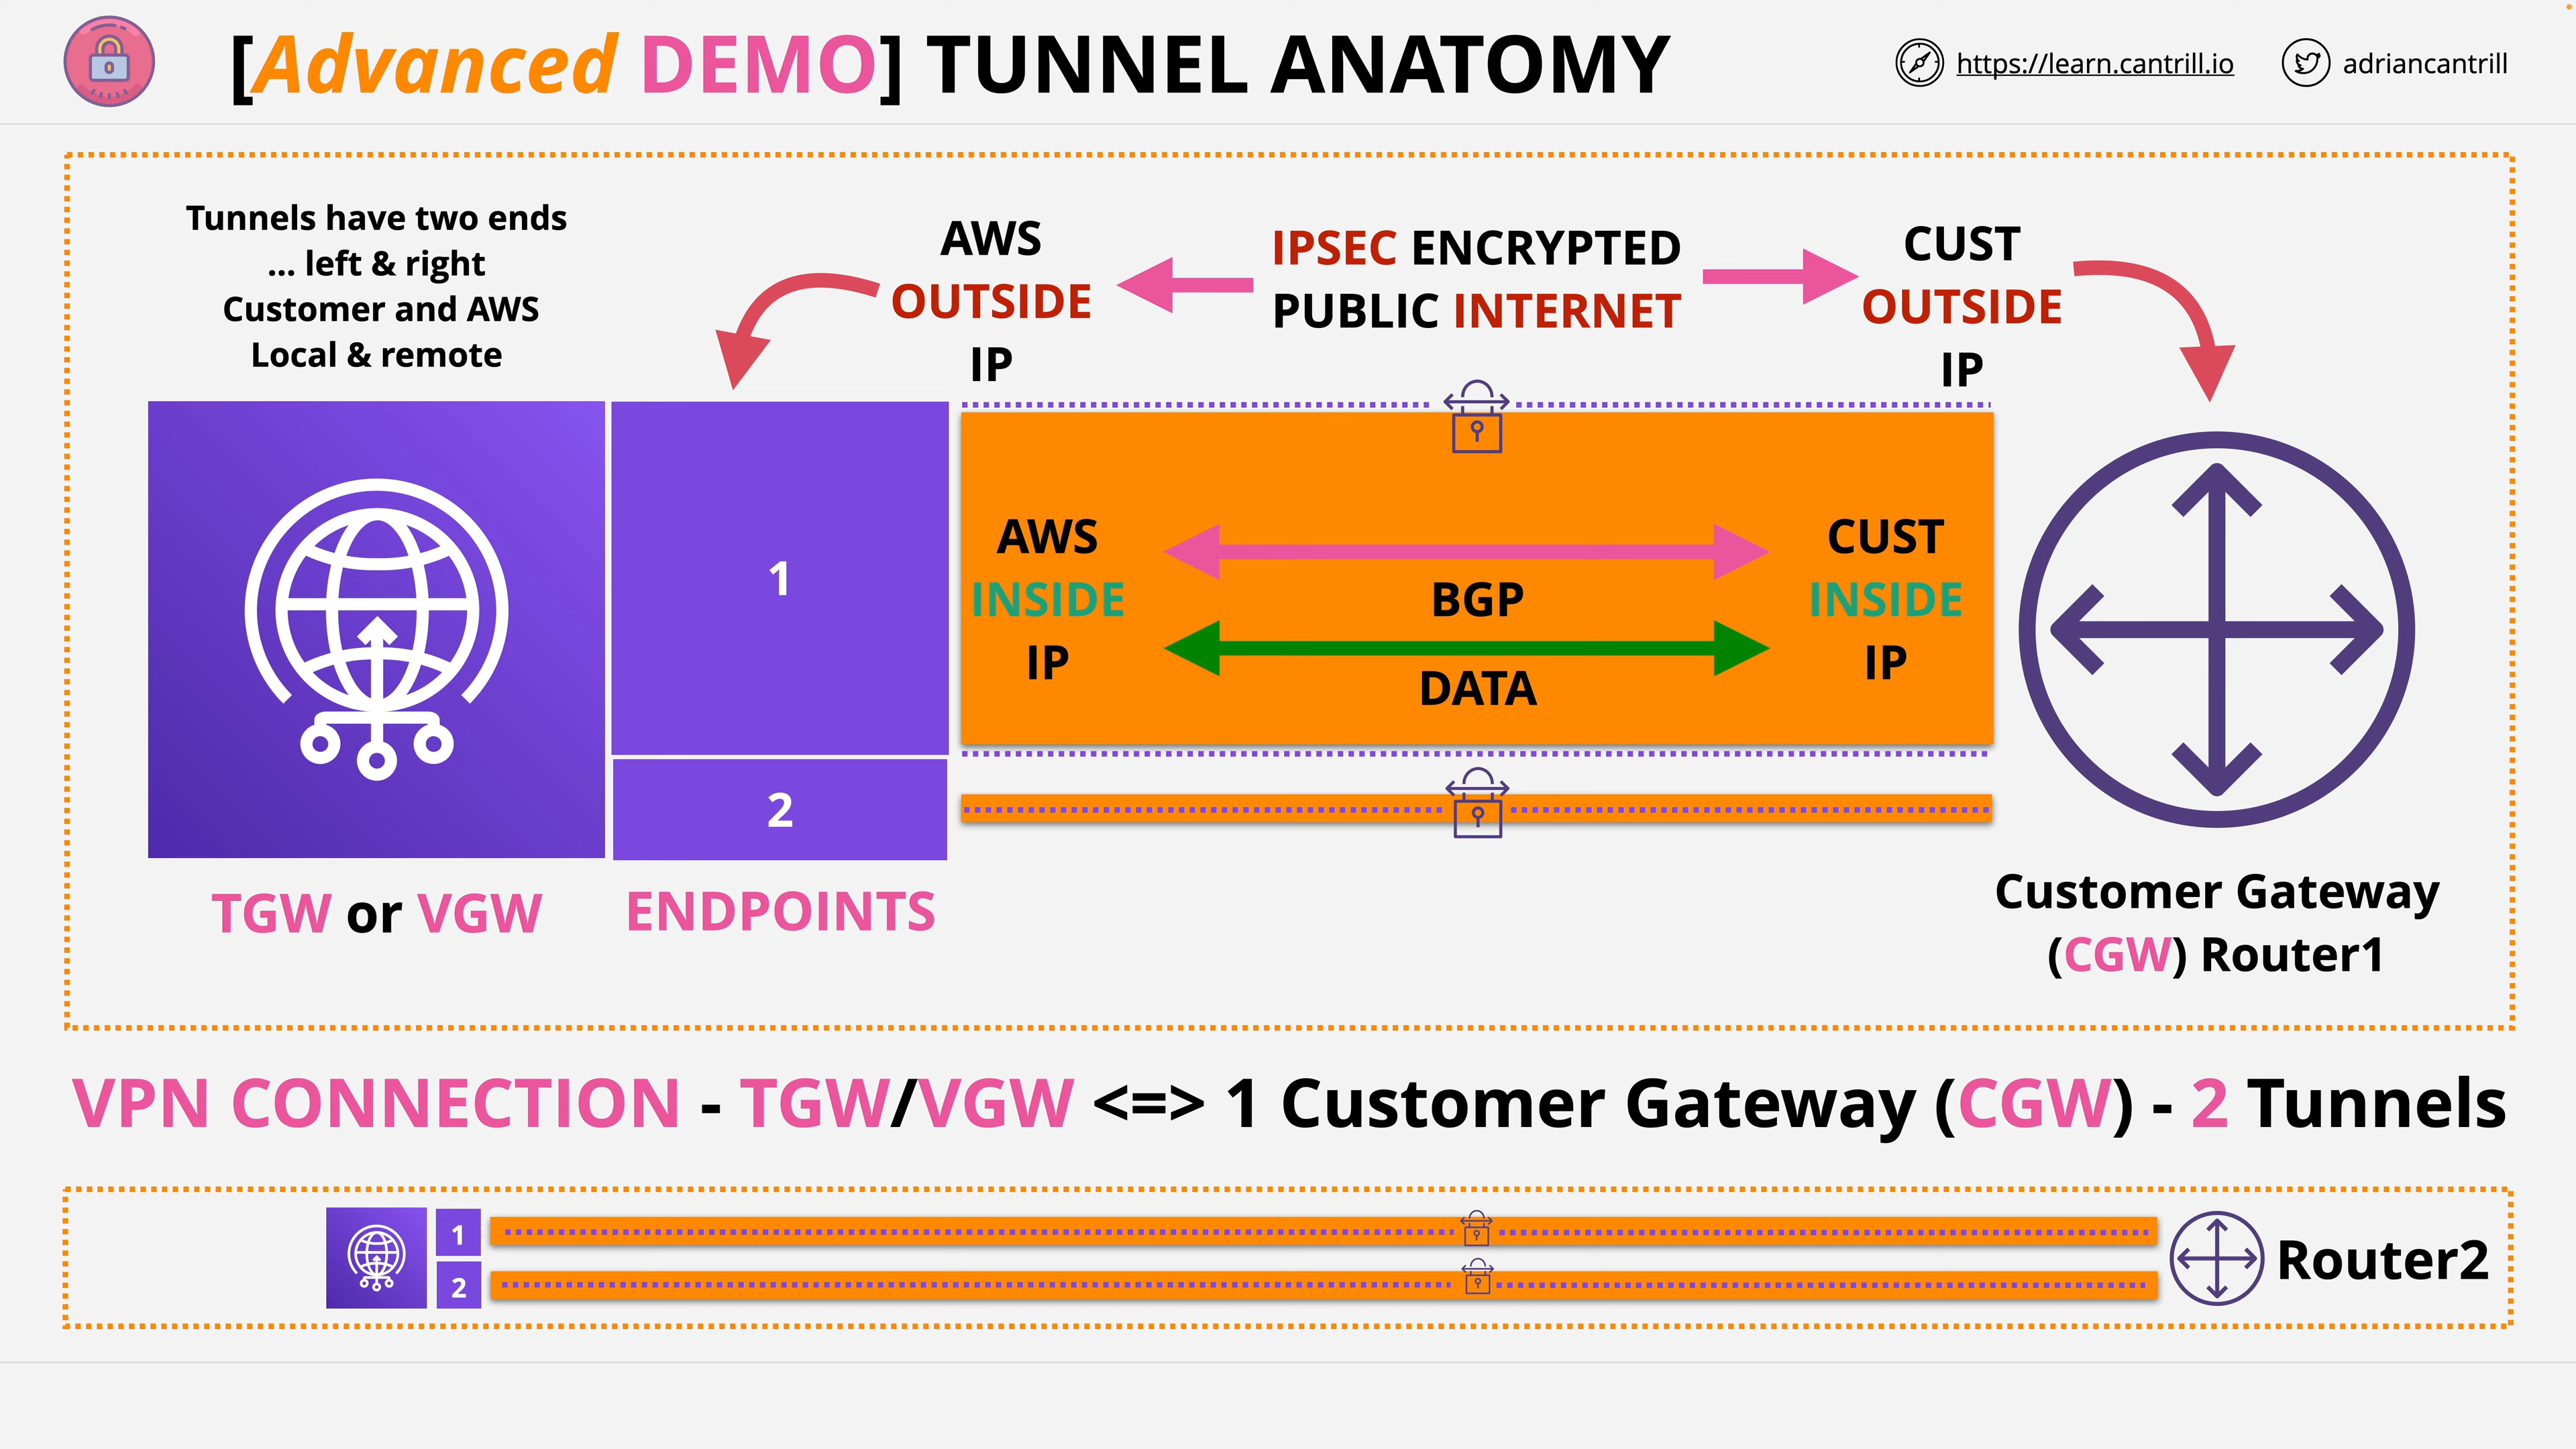 [Advanced DEMO] TUNNEL ANATOMY
https://learn.cantrill.io
adriancantrill
Tunnels have two ends
... left & right
Customer and AWS
Local & remote
AWS
OUTSIDE
IP
IPSEC ENCRYPTED
PUBLIC INTERNET
CUST
OUTSIDE
IP
1
2
AWS
INSIDE
IP
BGP
DATA
CUST
INSIDE
IP
TGW or VGW
ENDPOINTS
Customer Gateway
(CGW) Router1
VPN CONNECTION - TGW/VGW <=> 1 Customer Gateway (CGW) - 2 Tunnels
1
2
Router2